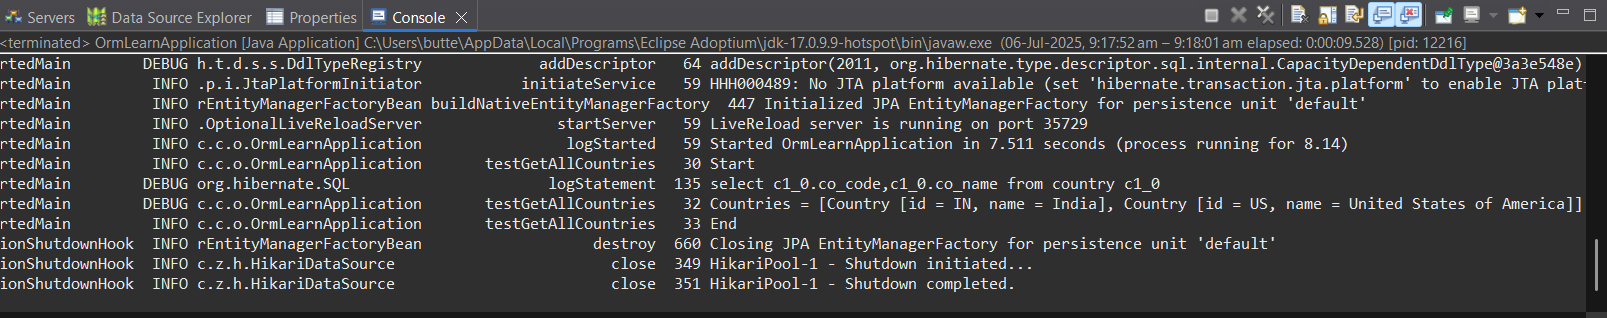 Servers Data Source Explorer Properties Console
<terminated> OrmLearnApplication [Java Application] C:\Users\butte\AppData\Local\Programs\Eclipse Adoptium\jdk-17.0.9.9-hotspot\bin\javaw.exe (06-Jul-2025, 9:17:52 am – 9:18:01 am elapsed: 0:00:09.528) [pid: 12216]
rtedMain DEBUG h.t.d.s.s.DdlTypeRegistry addDescriptor 64 addDescriptor(2011, org.hibernate.type.descriptor.sql.internal.CapacityDependentDdlType@3a3e548e)
rtedMain INFO .p.i.JtaPlatformInitiator initiateService 59 HHH000489: No JTA platform available (set 'hibernate.transaction.jta.platform' to enable JTA plat
rtedMain INFO rEntityManagerFactoryBean buildNativeEntityManagerFactory 447 Initialized JPA EntityManagerFactory for persistence unit 'default'
rtedMain INFO .OptionalLiveReloadServer startServer 59 LiveReload server is running on port 35729
rtedMain INFO c.c.o.OrmLearnApplication logStarted 59 Started OrmLearnApplication in 7.511 seconds (process running for 8.14)
rtedMain INFO c.c.o.OrmLearnApplication testGetAllCountries 30 Start
rtedMain DEBUG org.hibernate.SQL logStatement 135 select c1_0.co_code,c1_0.co_name from country c1_0
rtedMain DEBUG c.c.o.OrmLearnApplication testGetAllCountries 32 Countries = [Country [id = IN, name = India], Country [id = US, name = United States of America]]
rtedMain INFO c.c.o.OrmLearnApplication testGetAllCountries 33 End
ionShutdownHook INFO rEntityManagerFactoryBean destroy 660 Closing JPA EntityManagerFactory for persistence unit 'default'
ionShutdownHook INFO c.z.h.HikariDataSource close 349 HikariPool-1 - Shutdown initiated...
ionShutdownHook INFO c.z.h.HikariDataSource close 351 HikariPool-1 - Shutdown completed.